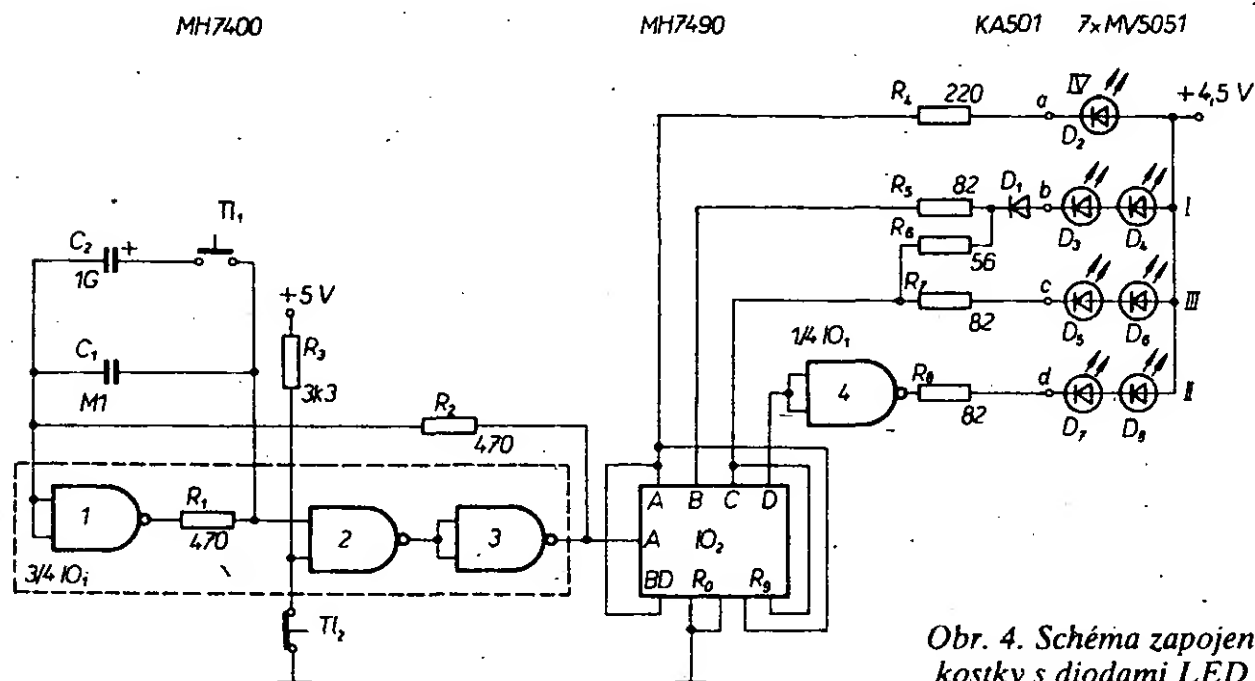 MH7400 MH7490 KA501 7×MV5051
R₄ 220 a IV +4,5 V
D₂
R₅ 82 D₁ b I
R₆ 56 D₃ D₄
R₇ 82 c III
D₅ D₆
1/4 IO₁
4 R₈ 82 d II
D₇ D₈
Tl₁
C₂ + 1G
+5 V
C₁ M1
R₃ 3k3
R₂ 470
1 R₁ 470 2 3
3/4 IO₁
Tl₂
A B C D
A IO₂
BD R₀ R₉
Obr. 4. Schéma zapojen
kostky s diodami LED